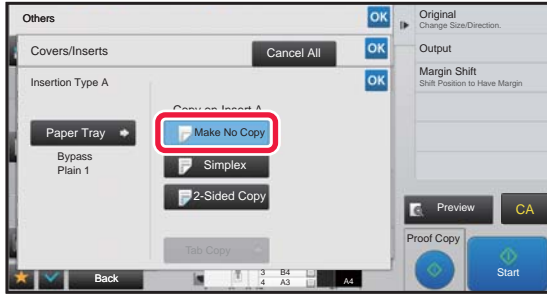 Others
OK
Covers/Inserts
Cancel All
OK
Insertion Type A
OK
Copy on Insert A
Paper Tray
Bypass
Plain 1
Make No Copy
Simplex
2-Sided Copy
Tab Copy
Back
3 B4
4 A3
A4
Original
Change Size/Direction.
Output
Margin Shift
Shift Position to Have Margin
Preview
CA
Proof Copy
Start